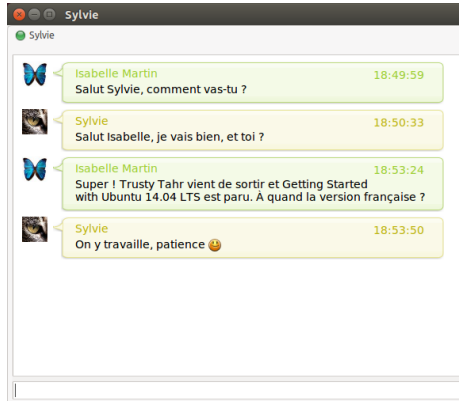 Sylvie
Sylvie
Isabelle Martin 18:49:59
Salut Sylvie, comment vas-tu ?
Sylvie 18:50:33
Salut Isabelle, je vais bien, et toi ?
Isabelle Martin 18:53:24
Super ! Trusty Tahr vient de sortir et Getting Started
with Ubuntu 14.04 LTS est paru. À quand la version française ?
Sylvie 18:53:50
On y travaille, patience 😃